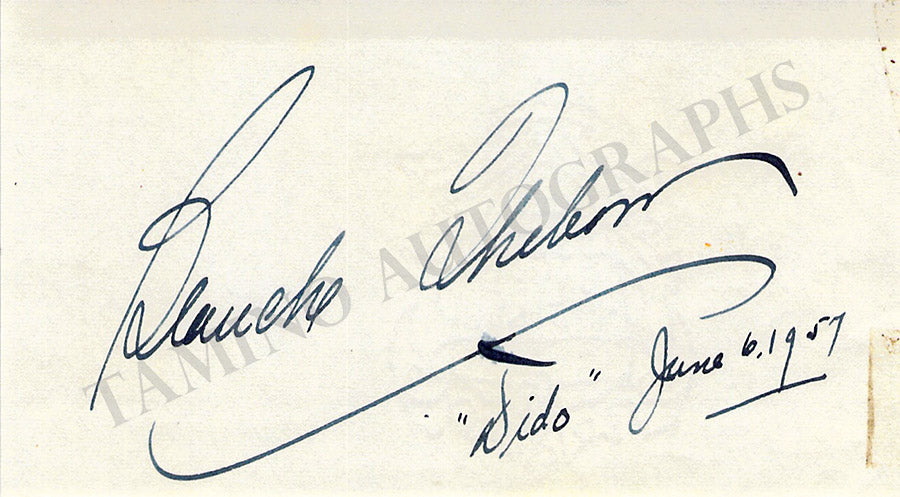 Blanche Thebom
"Dido" June 6, 1957
TAMINO AUTOGRAPHS